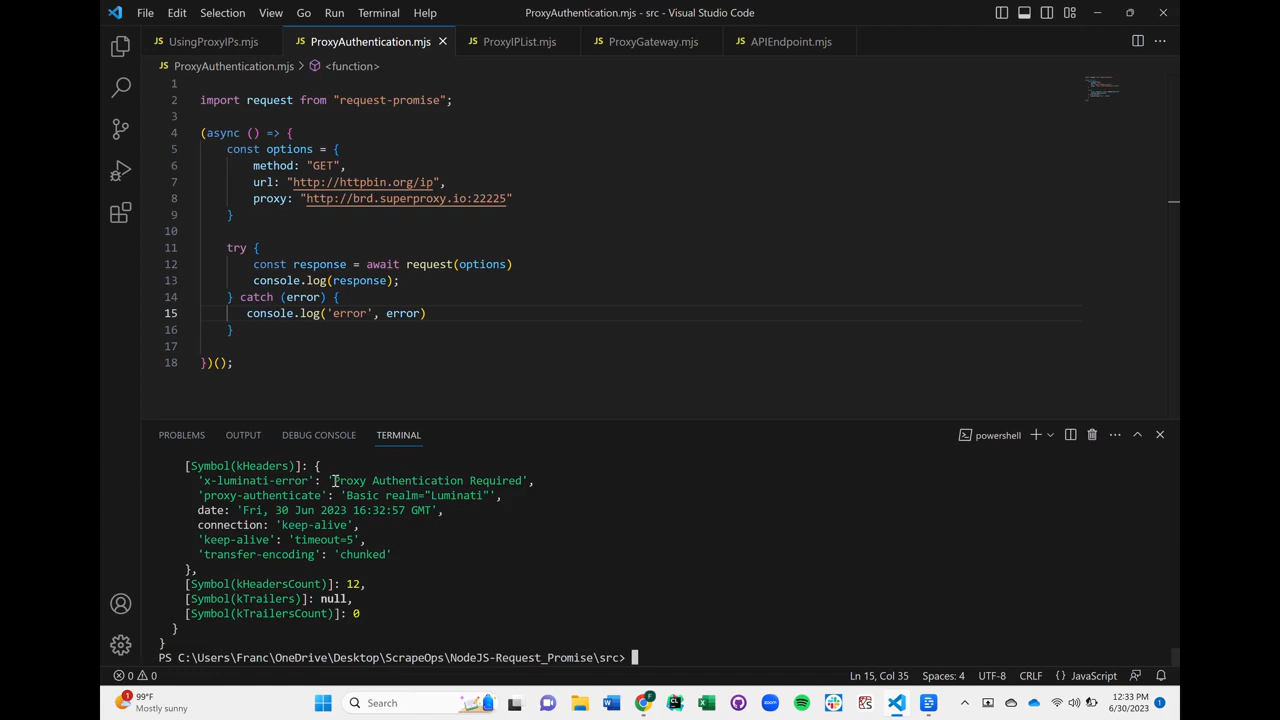 File Edit Selection View Go Run Terminal Help ProxyAuthentication.mjs - src - Visual Studio Code
UsingProxyIPs.mjs ProxyAuthentication.mjs ProxyIPList.mjs ProxyGateway.mjs APIEndpoint.mjs
ProxyAuthentication.mjs > <function>
1
2 import request from "request-promise";
3
4 (async () => {
5 const options = {
6 method: "GET",
7 url: "http://httpbin.org/ip",
8 proxy: "http://brd.superproxy.io:22225"
9 }
10
11 try {
12 const response = await request(options)
13 console.log(response);
14 } catch (error) {
15 console.log('error', error)
16 }
17
18 })();
PROBLEMS OUTPUT DEBUG CONSOLE TERMINAL powershell
[Symbol(kHeaders)]: {
'x-luminati-error': 'Proxy Authentication Required',
'proxy-authenticate': 'Basic realm="Luminati"',
date: 'Fri, 30 Jun 2023 16:32:57 GMT',
connection: 'keep-alive',
'keep-alive': 'timeout=5',
'transfer-encoding': 'chunked'
},
[Symbol(kHeadersCount)]: 12,
[Symbol(kTrailers)]: null,
[Symbol(kTrailersCount)]: 0
}
}
PS C:\Users\Franc\OneDrive\Desktop\ScrapeOps\NodeJS-Request_Promise\src>
0 0 Ln 15, Col 35 Spaces: 4 UTF-8 CRLF {} JavaScript
1 99°F
Mostly sunny
Search
12:33 PM
6/30/2023
1